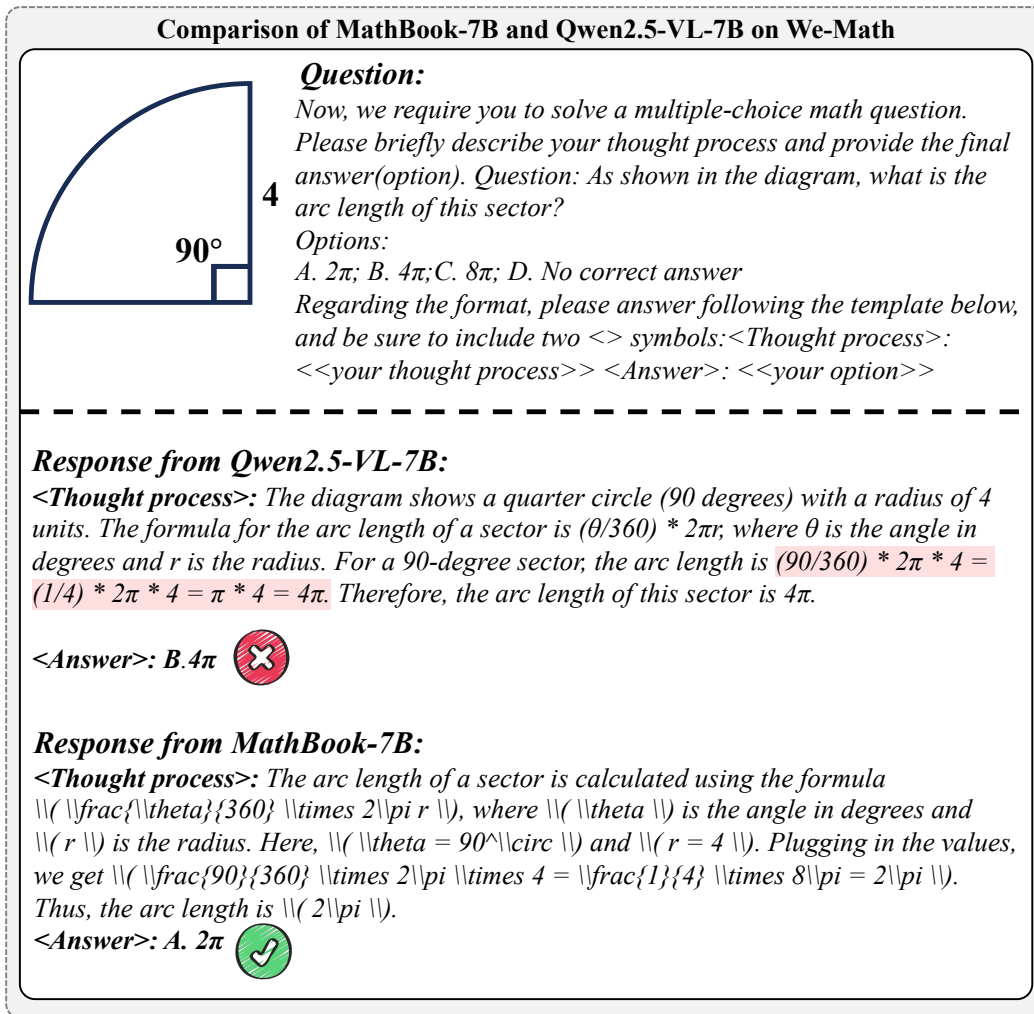 Comparison of MathBook-7B and Qwen2.5-VL-7B on We-Math
4
90°
Question:
Now, we require you to solve a multiple-choice math question.
Please briefly describe your thought process and provide the final
answer(option). Question: As shown in the diagram, what is the
arc length of this sector?
Options:
A. 2π; B. 4π;C. 8π; D. No correct answer
Regarding the format, please answer following the template below,
and be sure to include two <> symbols:<Thought process>:
<<your thought process>> <Answer>: <<your option>>
Response from Qwen2.5-VL-7B:
<Thought process>: The diagram shows a quarter circle (90 degrees) with a radius of 4
units. The formula for the arc length of a sector is (θ/360) * 2πr, where θ is the angle in
degrees and r is the radius. For a 90-degree sector, the arc length is (90/360) * 2π * 4 =
(1/4) * 2π * 4 = π * 4 = 4π. Therefore, the arc length of this sector is 4π.
<Answer>: B.4π
Response from MathBook-7B:
<Thought process>: The arc length of a sector is calculated using the formula
\\( \\frac{\\theta}{360} \\times 2\\pi r \\), where \\( \\theta \\) is the angle in degrees and
\\( r \\) is the radius. Here, \\( \\theta = 90^\\circ \\) and \\( r = 4 \\). Plugging in the values,
we get \\( \\frac{90}{360} \\times 2\\pi \\times 4 = \\frac{1}{4} \\times 8\\pi = 2\\pi \\).
Thus, the arc length is \\( 2\\pi \\).
<Answer>: A. 2π